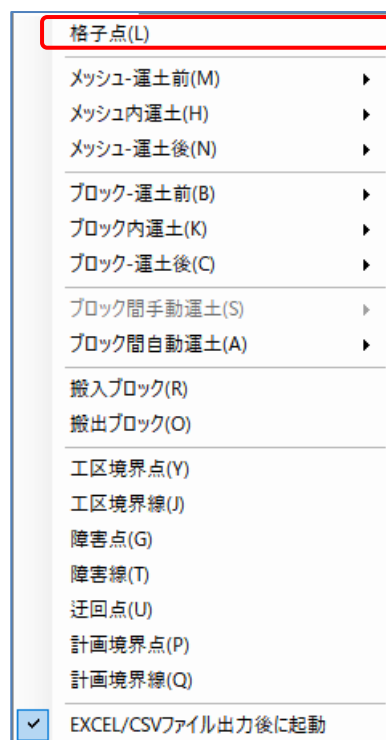 格子点(L)
メッシュ-運土前(M)
メッシュ内運土(H)
メッシュ-運土後(N)
ブロック-運土前(B)
ブロック内運土(K)
ブロック-運土後(C)
ブロック間手動運土(S)
ブロック間自動運土(A)
搬入ブロック(R)
搬出ブロック(O)
工区境界点(Y)
工区境界線(J)
障害点(G)
障害線(T)
迂回点(U)
計画境界点(P)
計画境界線(Q)
EXCEL/CSVファイル出力後に起動